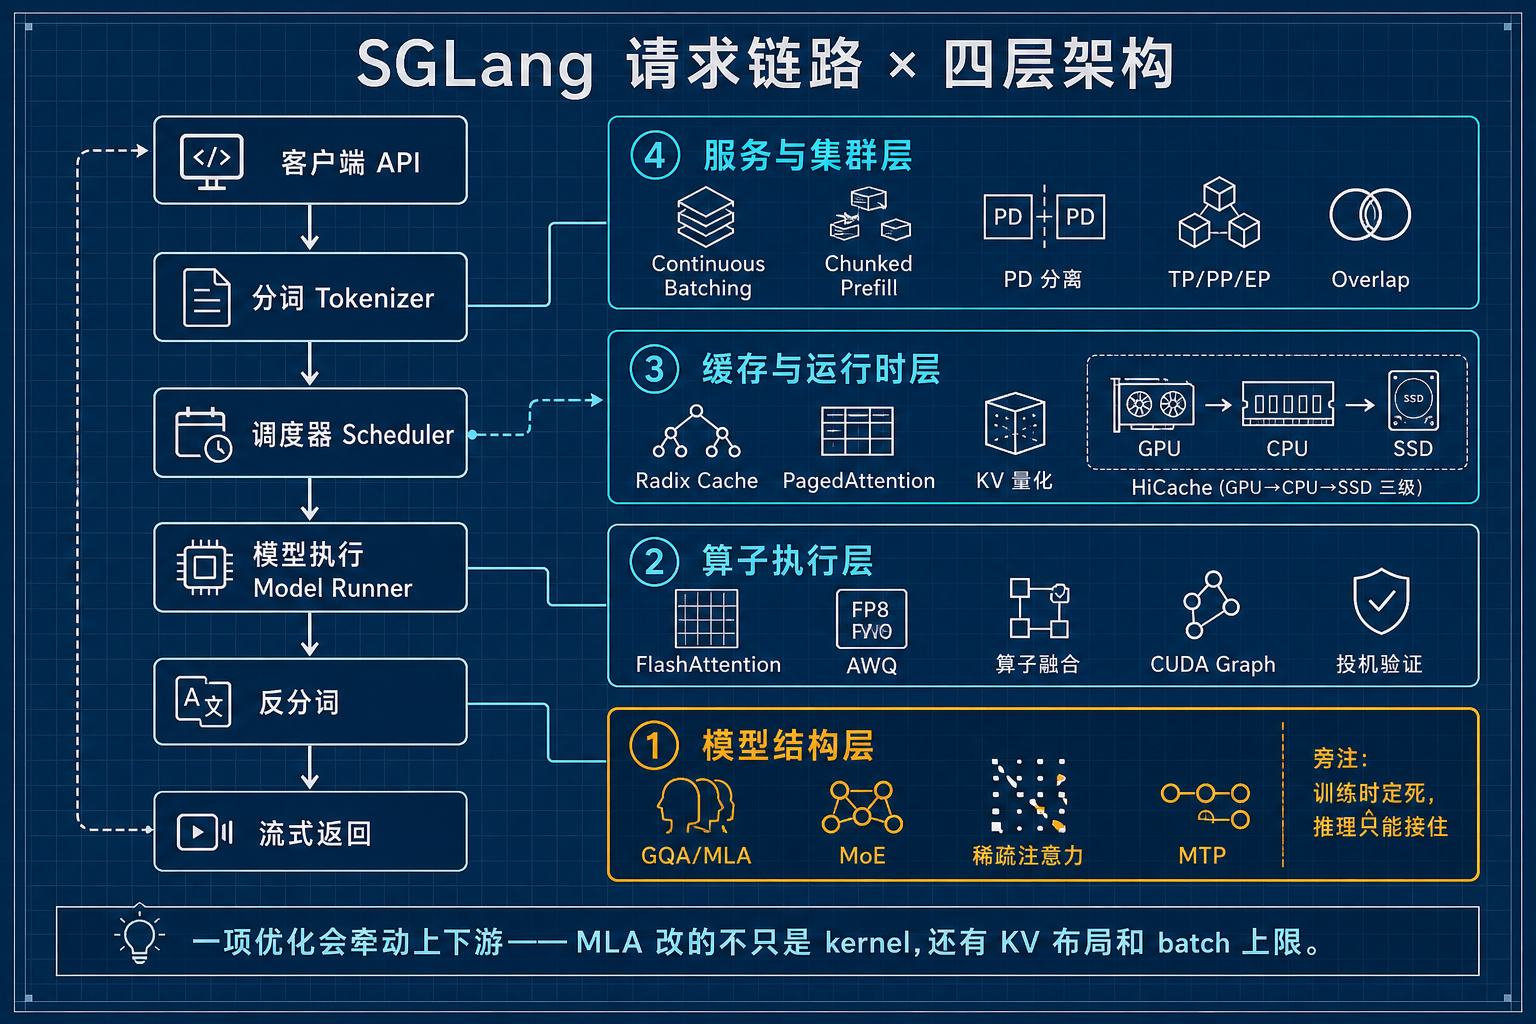 SGLang 请求链路 × 四层架构
客户端 API
分词 Tokenizer
调度器 Scheduler
模型执行
Model Runner
A 文
反分词
流式返回
④ 服务与集群层
Continuous
Batching
Chunked
Prefill
PD PD
PD 分离
TP/PP/EP
Overlap
③ 缓存与运行时层
Radix Cache
PagedAttention
KV 量化
SSD
GPU
CPU
SSD
HiCache (GPU→CPU→SSD 三级)
② 算子执行层
FlashAttention
FP8
AWQ
算子融合
CUDA Graph
投机验证
① 模型结构层
GQA/MLA
MoE
稀疏注意力
MTP
旁注：
训练时定死，
推理只能接住
一项优化会牵动上下游——MLA 改的不只是 kernel, 还有 KV 布局和 batch 上限。